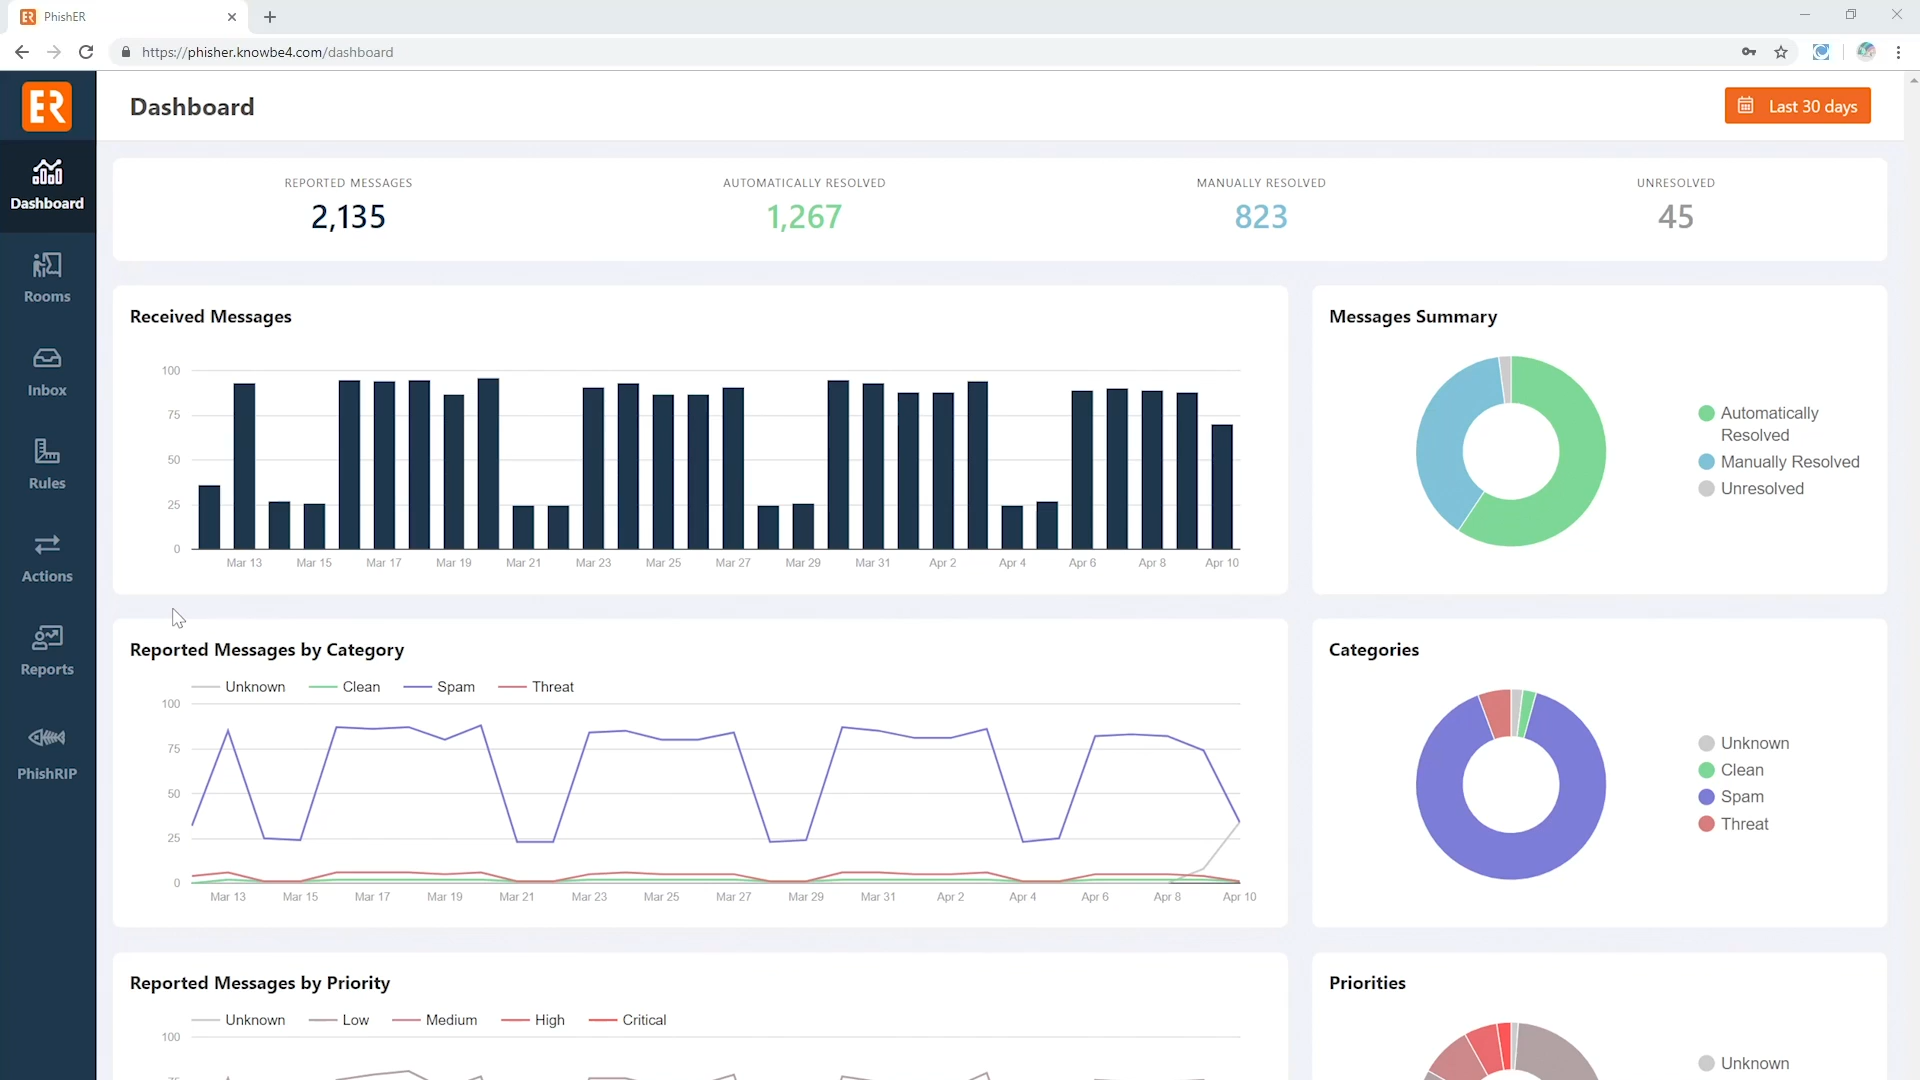 PhishER
https://phisher.knowbe4.com/dashboard
ER
Dashboard
Last 30 days
Dashboard
Rooms
Inbox
Rules
Actions
Reports
PhishRIP
REPORTED MESSAGES
2,135
AUTOMATICALLY RESOLVED
1,267
MANUALLY RESOLVED
823
UNRESOLVED
45
Received Messages
100
75
50
25
0
Mar 13 Mar 15 Mar 17 Mar 19 Mar 21 Mar 23 Mar 25 Mar 27 Mar 29 Mar 31 Apr 2 Apr 4 Apr 6 Apr 8 Apr 10
Messages Summary
Automatically
Resolved
Manually Resolved
Unresolved
Reported Messages by Category
Unknown Clean Spam Threat
100
75
50
25
0
Mar 13 Mar 15 Mar 17 Mar 19 Mar 21 Mar 23 Mar 25 Mar 27 Mar 29 Mar 31 Apr 2 Apr 4 Apr 6 Apr 8 Apr 10
Categories
Unknown
Clean
Spam
Threat
Reported Messages by Priority
Unknown Low Medium High Critical
100
Priorities
Unknown